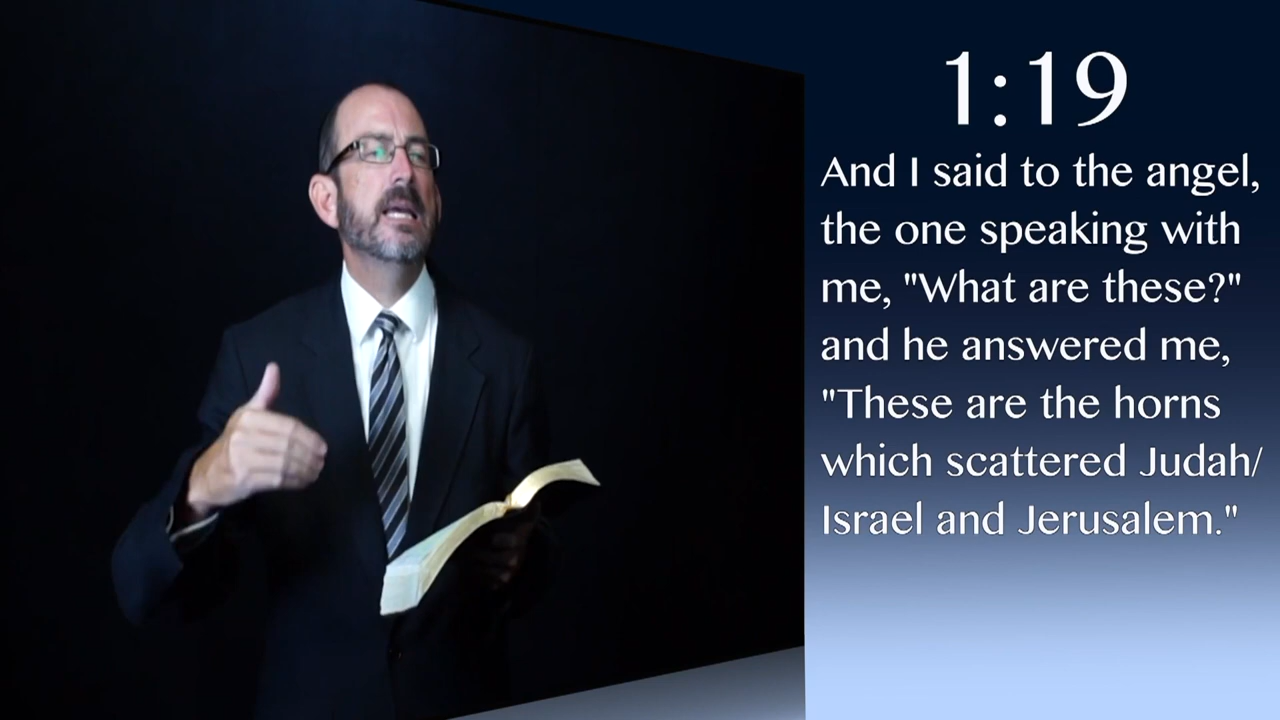 1:19
And I said to the angel,
the one speaking with
me, "What are these?"
and he answered me,
"These are the horns
which scattered Judah/
Israel and Jerusalem."